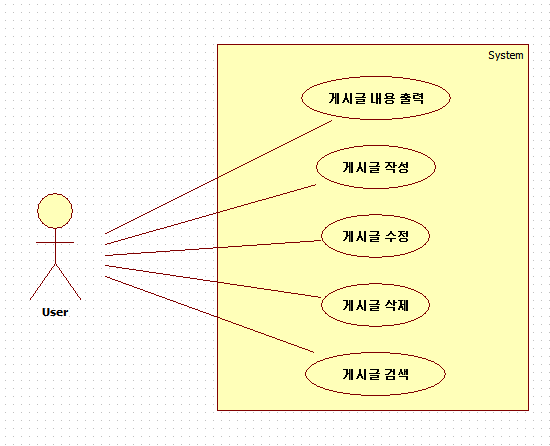 System
게시글 내용 출력
게시글 작성
게시글 수정
게시글 삭제
게시글 검색
User